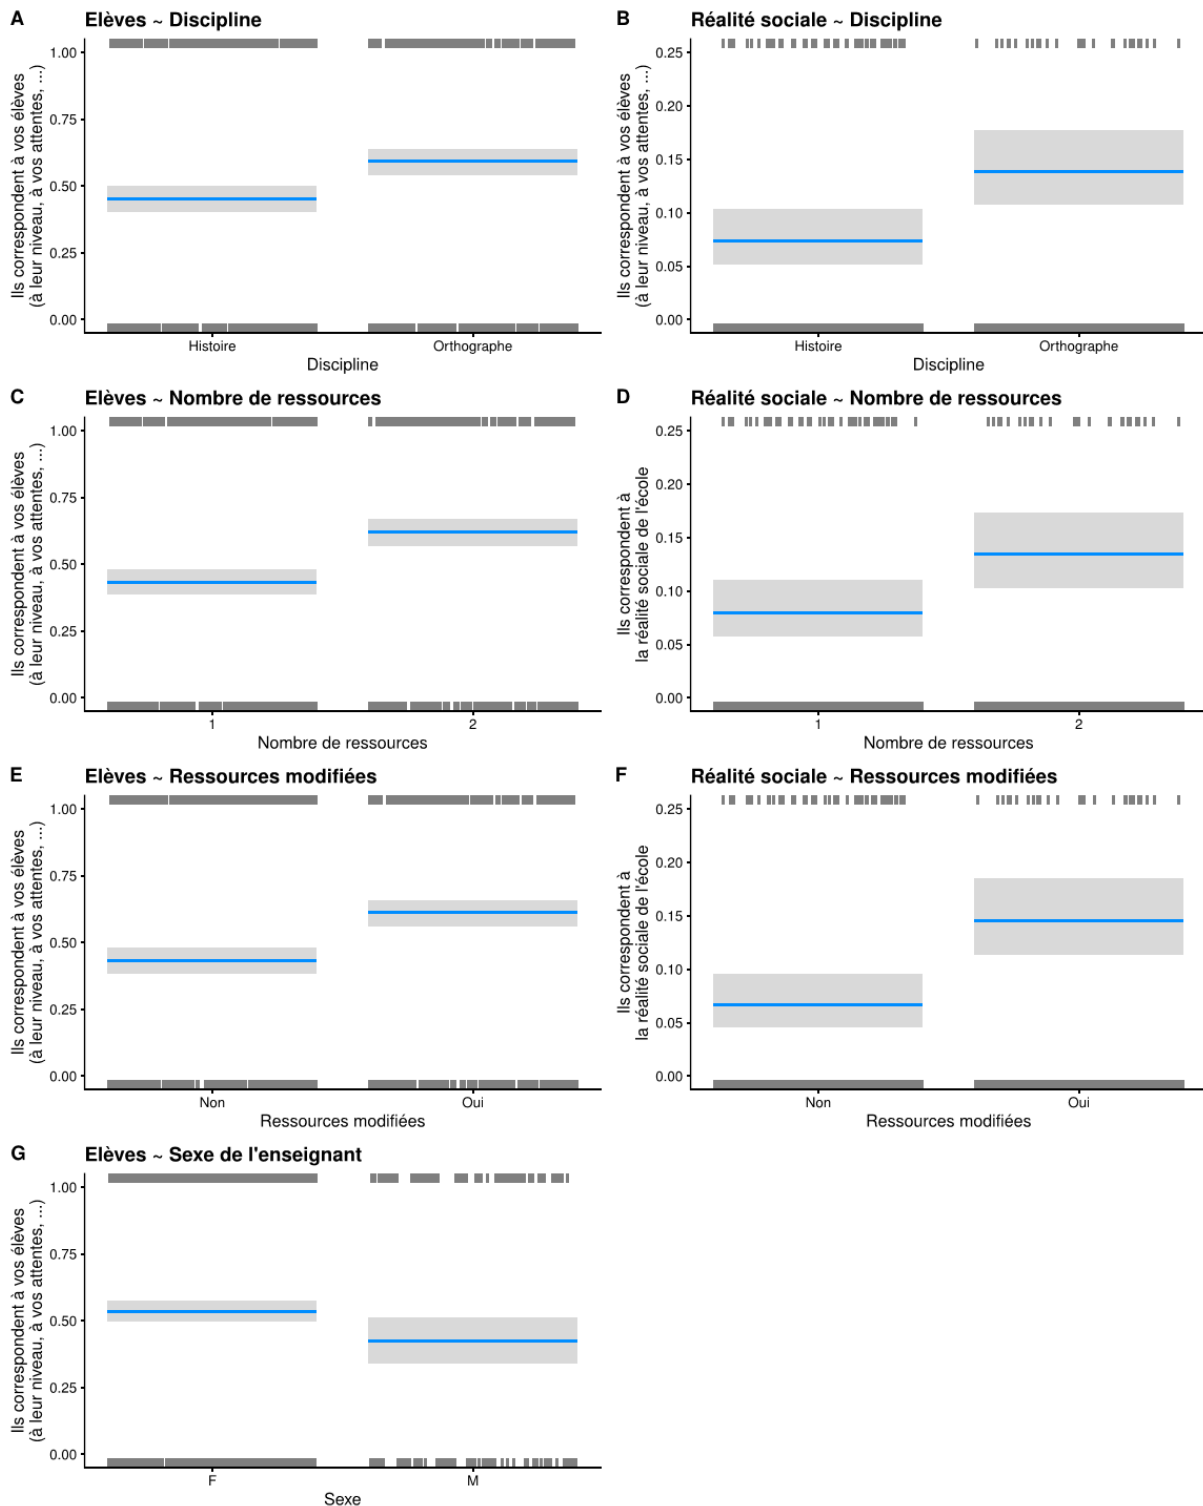 A Elèves ~ Discipline
Ils correspondent à vos élèves
(à leur niveau, à vos attentes, ...)
1.00
0.75
0.50
0.25
0.00
Histoire Orthographe
Discipline
B Réalité sociale ~ Discipline
Ils correspondent à vos élèves
(à leur niveau, à vos attentes, ...)
0.25
0.20
0.15
0.10
0.05
0.00
Histoire Orthographe
Discipline
C Elèves ~ Nombre de ressources
Ils correspondent à vos élèves
(à leur niveau, à vos attentes, ...)
1.00
0.75
0.50
0.25
0.00
1 2
Nombre de ressources
D Réalité sociale ~ Nombre de ressources
Ils correspondent à
la réalité sociale de l'école
0.25
0.20
0.15
0.10
0.05
0.00
1 2
Nombre de ressources
E Elèves ~ Ressources modifiées
Ils correspondent à vos élèves
(à leur niveau, à vos attentes, ...)
1.00
0.75
0.50
0.25
0.00
Non Oui
Ressources modifiées
F Réalité sociale ~ Ressources modifiées
Ils correspondent à
la réalité sociale de l'école
0.25
0.20
0.15
0.10
0.05
0.00
Non Oui
Ressources modifiées
G Elèves ~ Sexe de l'enseignant
Ils correspondent à vos élèves
(à leur niveau, à vos attentes, ...)
1.00
0.75
0.50
0.25
0.00
F M
Sexe